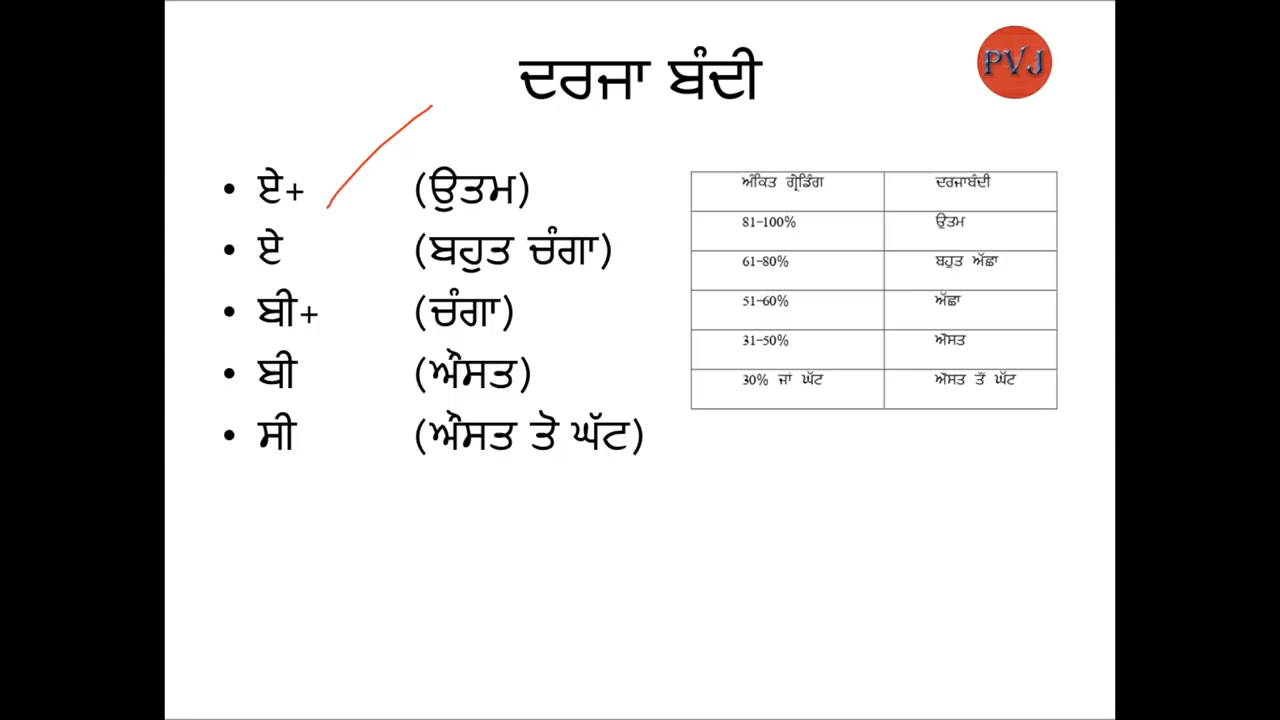 ਦਰਜਾ ਬੰਦੀ
PVJ
• ਏ+ (ਉਤਮ)
• ਏ (ਬਹੁਤ ਚੰਗਾ)
• ਬੀ+ (ਚੰਗਾ)
• ਬੀ (ਔਸਤ)
• ਸੀ (ਔਸਤ ਤੋ ਘੱਟ)
ਅੰਕਿਤ ਗ੍ਰੇਡਿੰਗ ਦਰਜਾਬੰਦੀ
81-100% ਉਤਮ
61-80% ਬਹੁਤ ਅੱਛਾ
51-60% ਅੱਛਾ
31-50% ਔਸਤ
30% ਜਾਂ ਘੱਟ ਔਸਤ ਤੋਂ ਘੱਟ